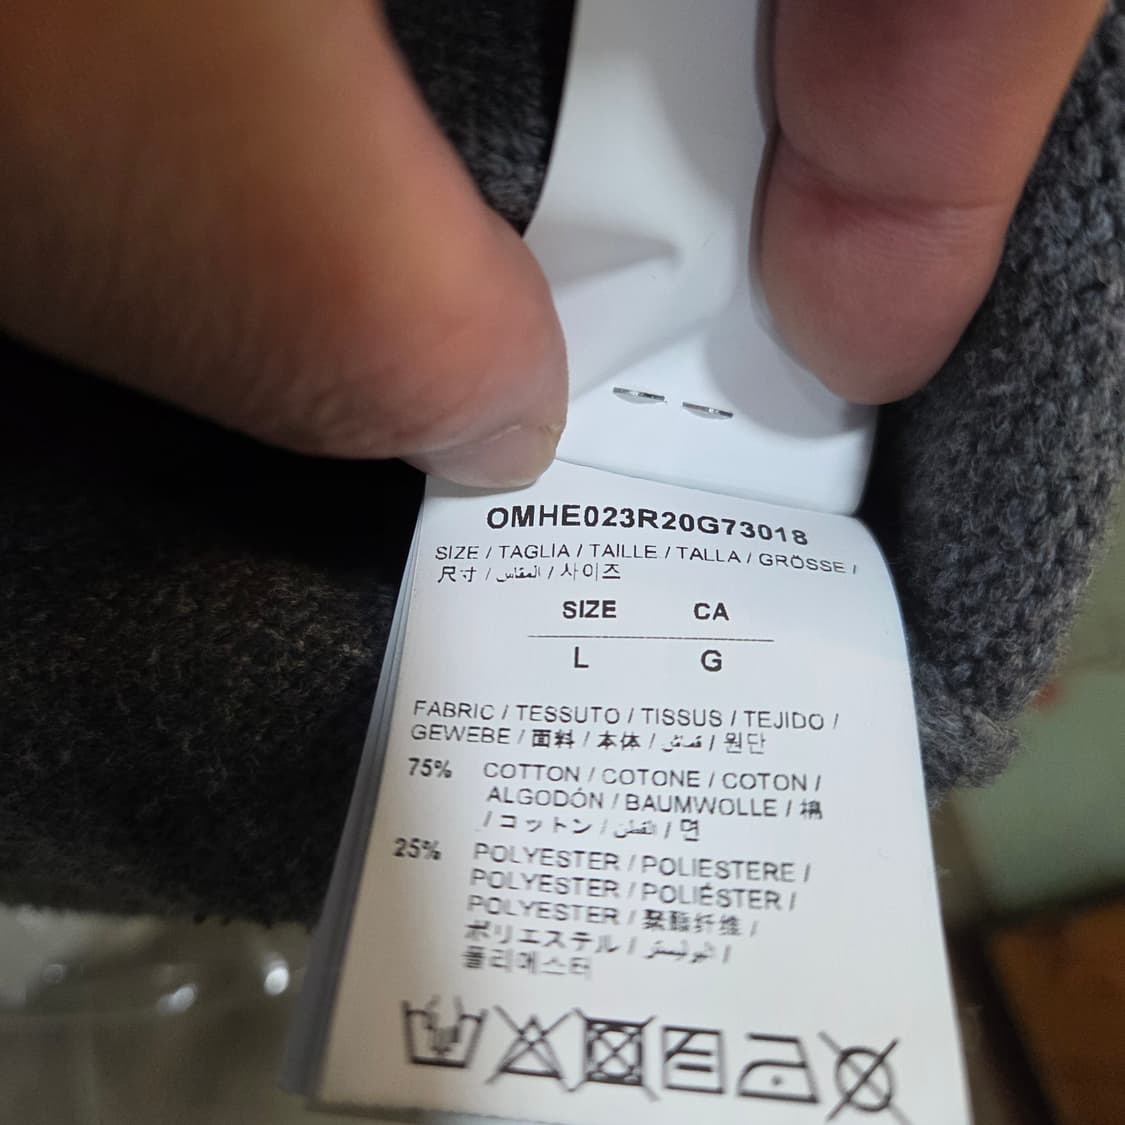 OMHE023R20G73018
SIZE / TAGLIA / TAILLE / TALLA / GRÖSSE /
尺寸 / المقاس / 사이즈
SIZE CA
L G
FABRIC / TESSUTO / TISSUS / TEJIDO /
GEWEBE / 面料 / 本体 / قماش / 원단
75% COTTON / COTONE / COTON /
ALGODÓN / BAUMWOLLE / 棉
/ コットン / القطن / 면
25% POLYESTER / POLIESTERE /
POLYESTER / POLIÉSTER /
POLYESTER / 聚酯纤维 /
ポリエステル / البوليستر /
폴리에스터